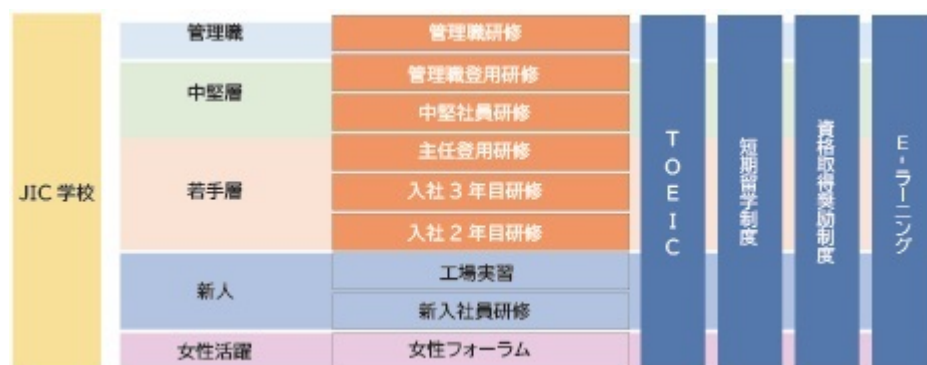 JIC 学校
管理職
管理職研修
中堅層
管理職登用研修
中堅社員研修
若手層
主任登用研修
入社3年目研修
入社2年目研修
新人
工場実習
新入社員研修
女性活躍
女性フォーラム
TOEIC
短期留学制度
資格取得奨励制度
E-ラーニング